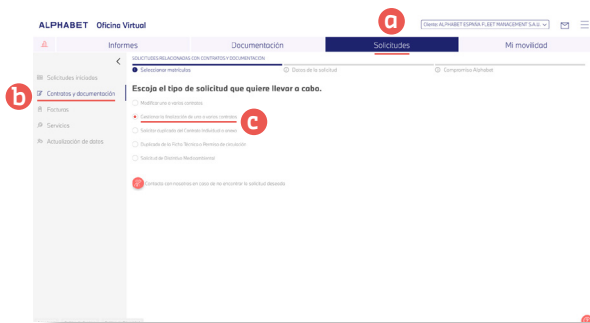 ALPHABET Oficina Virtual
a
Cliente: ALPHABET ESPAÑA FLEET MANAGEMENT S.A.U.
Informes
Documentación
Solicitudes
Mi movilidad
SOLICITUDES RELACIONADAS CON CONTRATOS Y DOCUMENTACIÓN
Seleccionar matrículas
Datos de la solicitud
Compromiso Alphabet
Solicitudes iniciadas
b
Contratos y documentación
Facturas
Servicios
Actualización de datos
Escoja el tipo de solicitud que quiere llevar a cabo.
Modificar uno o varios contratos
Gestionar la finalización de uno o varios contratos
c
Solicitar duplicado del Contrato Individual o anexo
Duplicado de la Ficha Técnica o Permiso de circulación
Solicitud de Distintivo Medioambiental
Contacta con nosotros en caso de no encontrar la solicitud deseada